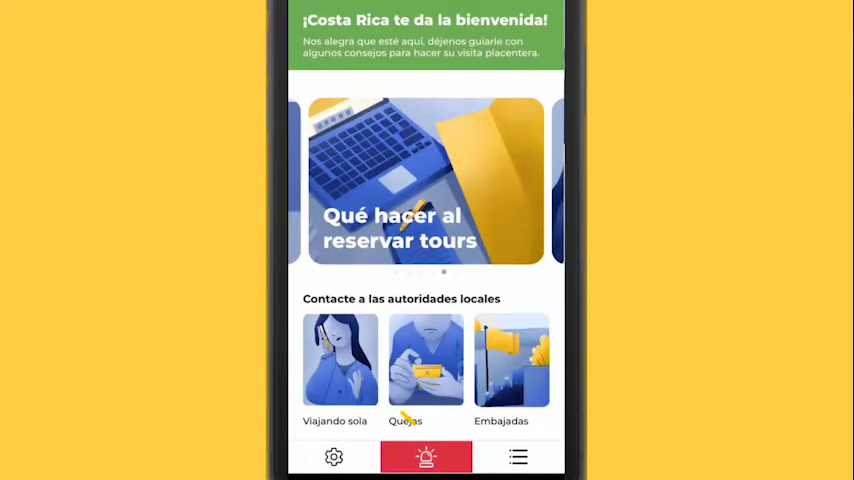 ¡Costa Rica te da la bienvenida!
Nos alegra que esté aquí, déjenos guiarle con
algunos consejos para hacer su visita placentera.
Qué hacer al
reservar tours
Contacte a las autoridades locales
Viajando sola
Quejas
Embajadas